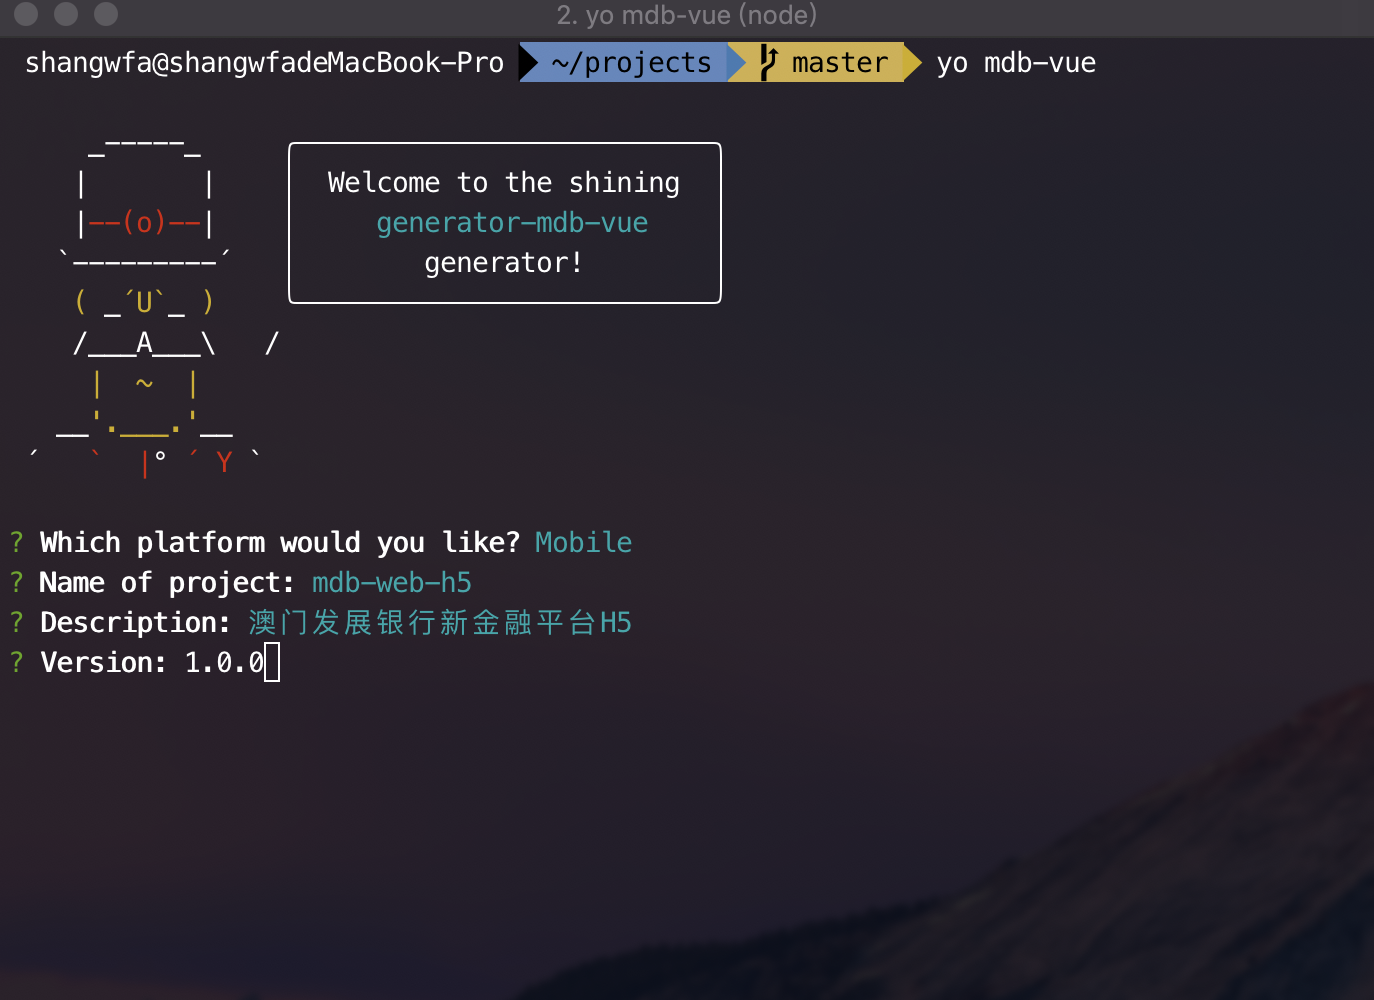 2. yo mdb-vue (node)
shangwfa@shangwfadeMacBook-Pro ~/projects master yo mdb-vue
_-----_
| |
|--(o)--|
`---------´
( _´U`_ )
/___A___\ /
| ~ |
__'.___.'__
´ ` |° ´ Y `
Welcome to the shining
generator-mdb-vue
generator!
? Which platform would you like? Mobile
? Name of project: mdb-web-h5
? Description: 澳门发展银行新金融平台H5
? Version: 1.0.0